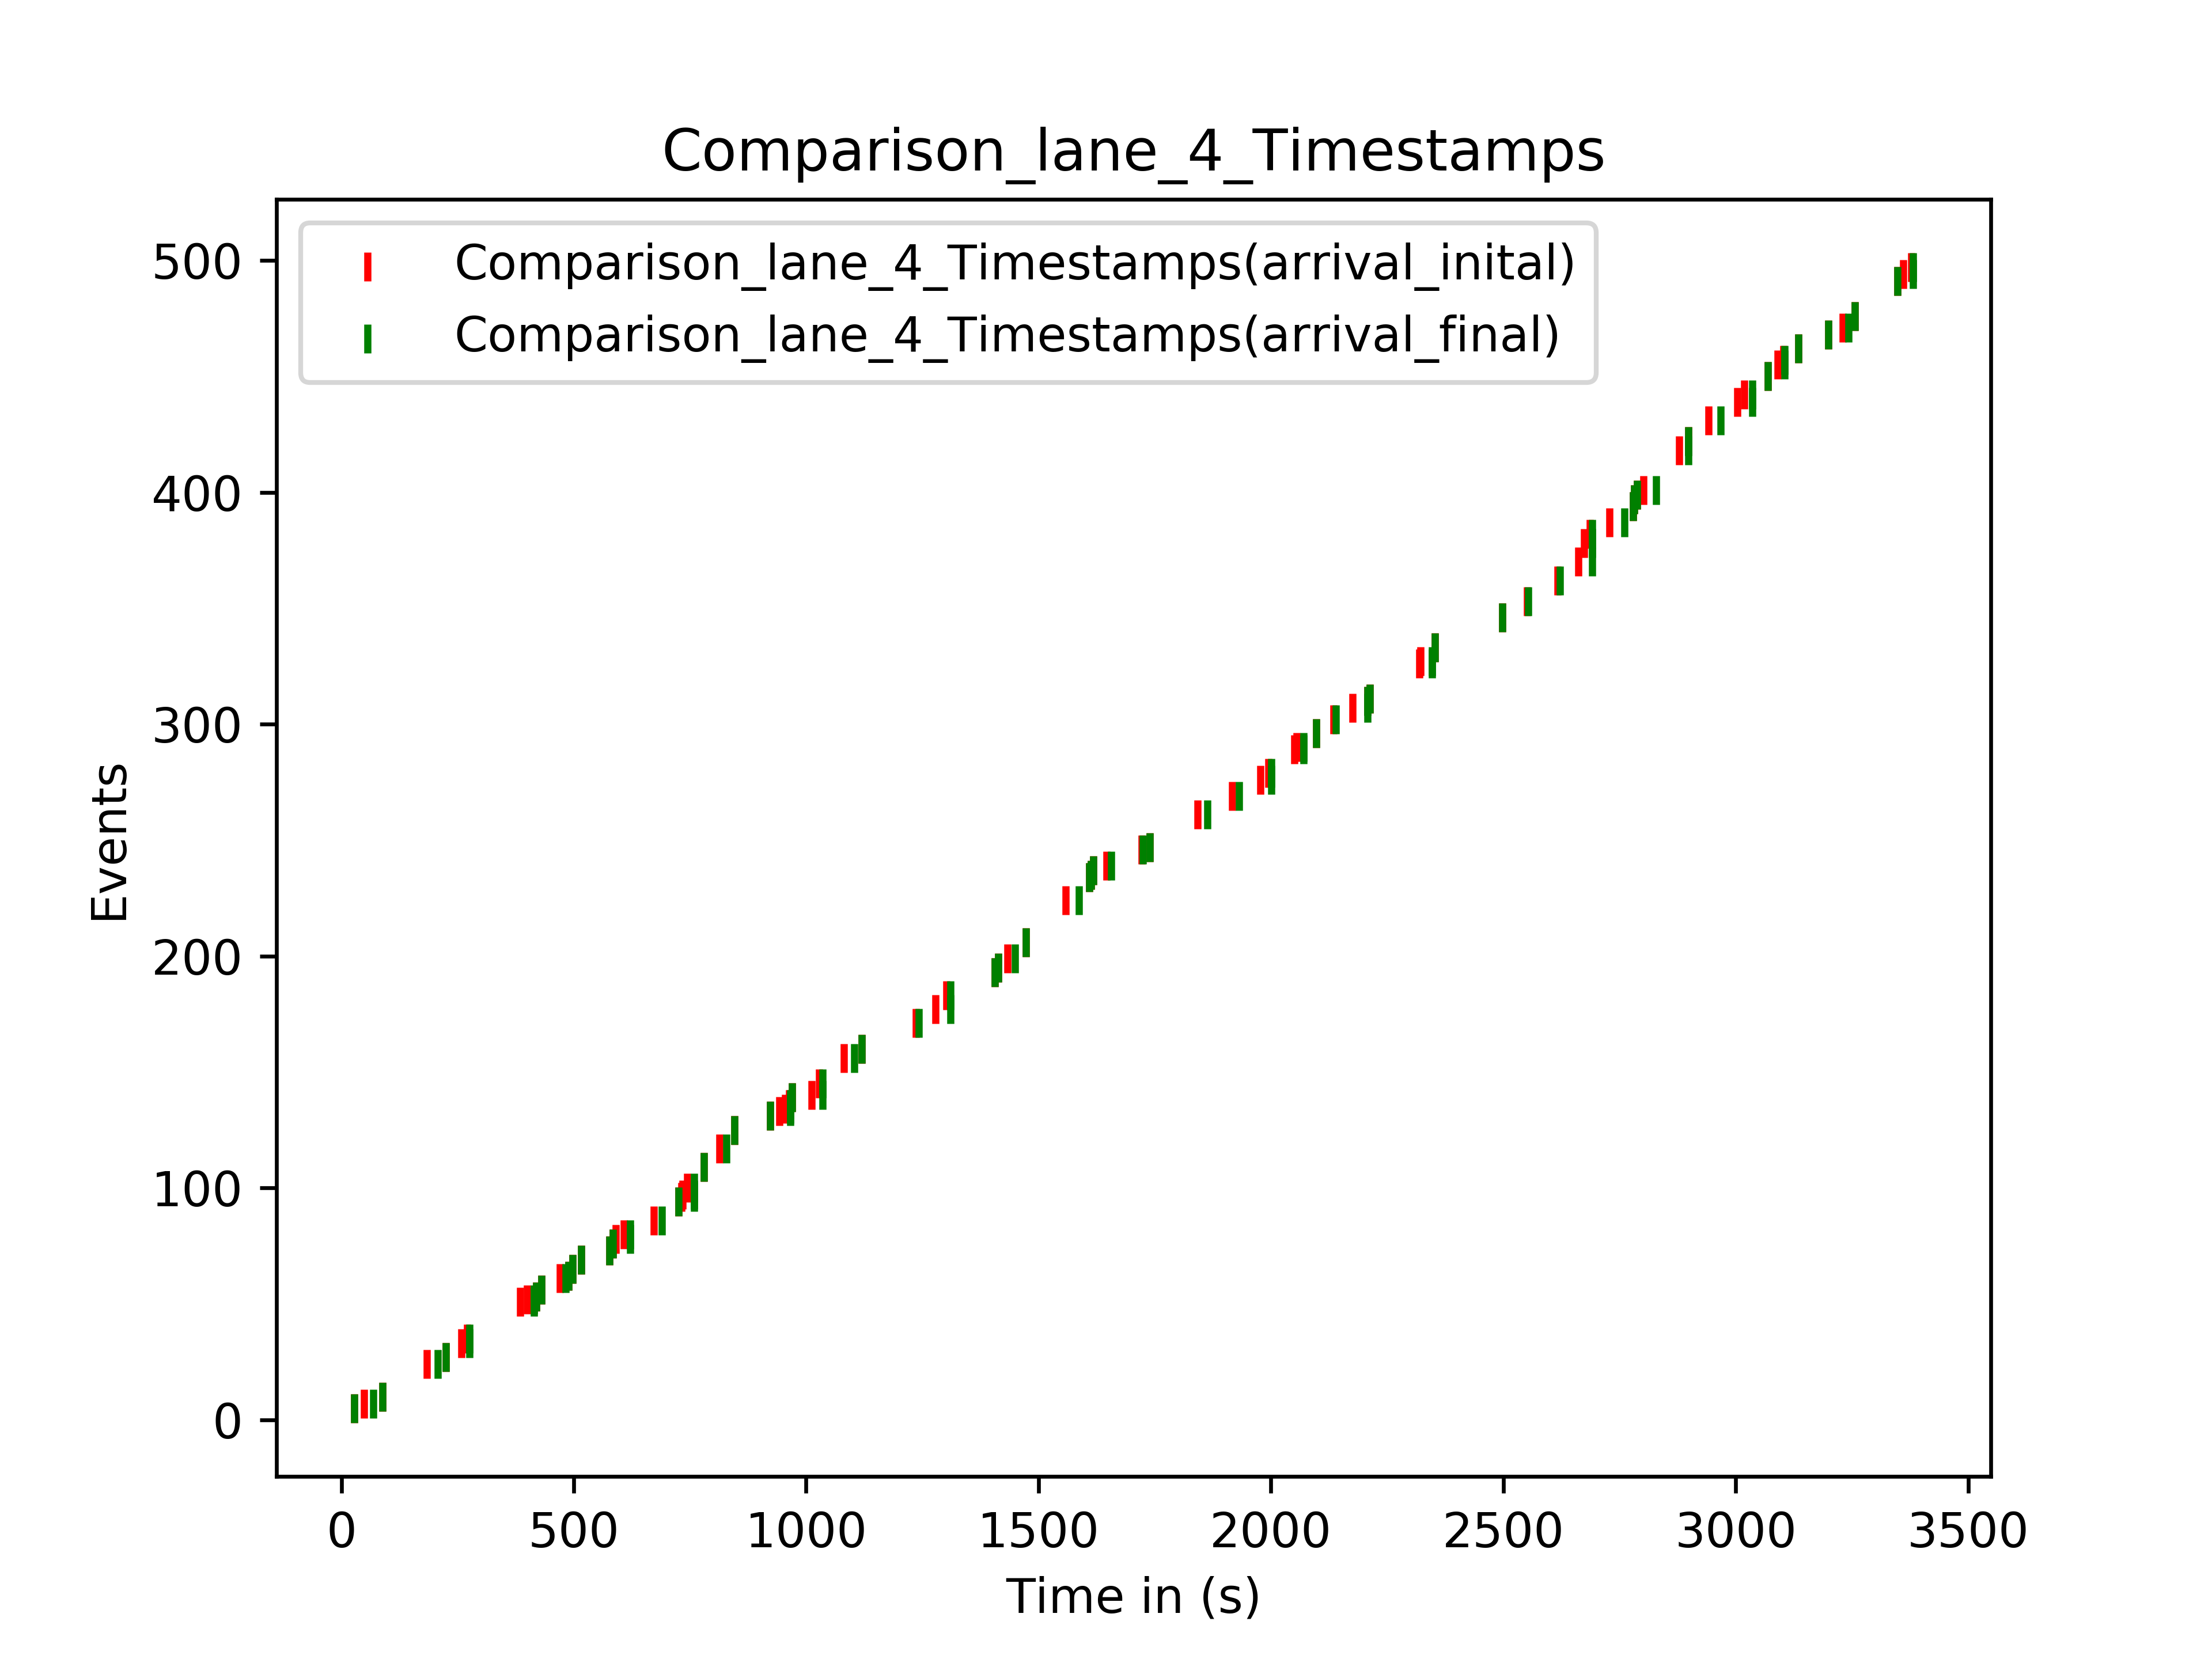 Comparison_lane_4_Timestamps
Comparison_lane_4_Timestamps(arrival_inital)
Comparison_lane_4_Timestamps(arrival_final)
500
400
300
200
100
0
Events
0 500 1000 1500 2000 2500 3000 3500
Time in (s)